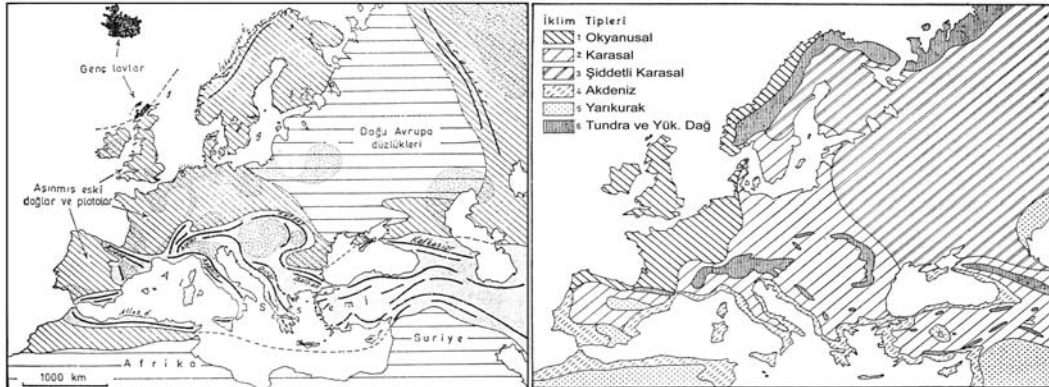 Genç lavlar
Doğu Avrupa
düzlükleri
Aşınmış eski
dağlar ve platolar
Kafkaslar
A
l
p
S
i
s
t
e
m i
Atlas d.
Afrika
Suriye
1000 km
İklim Tipleri
1 Okyanusal
2 Karasal
3 Şiddetli Karasal
4 Akdeniz
5 Yarıkurak
6 Tundra ve Yük. Dağ